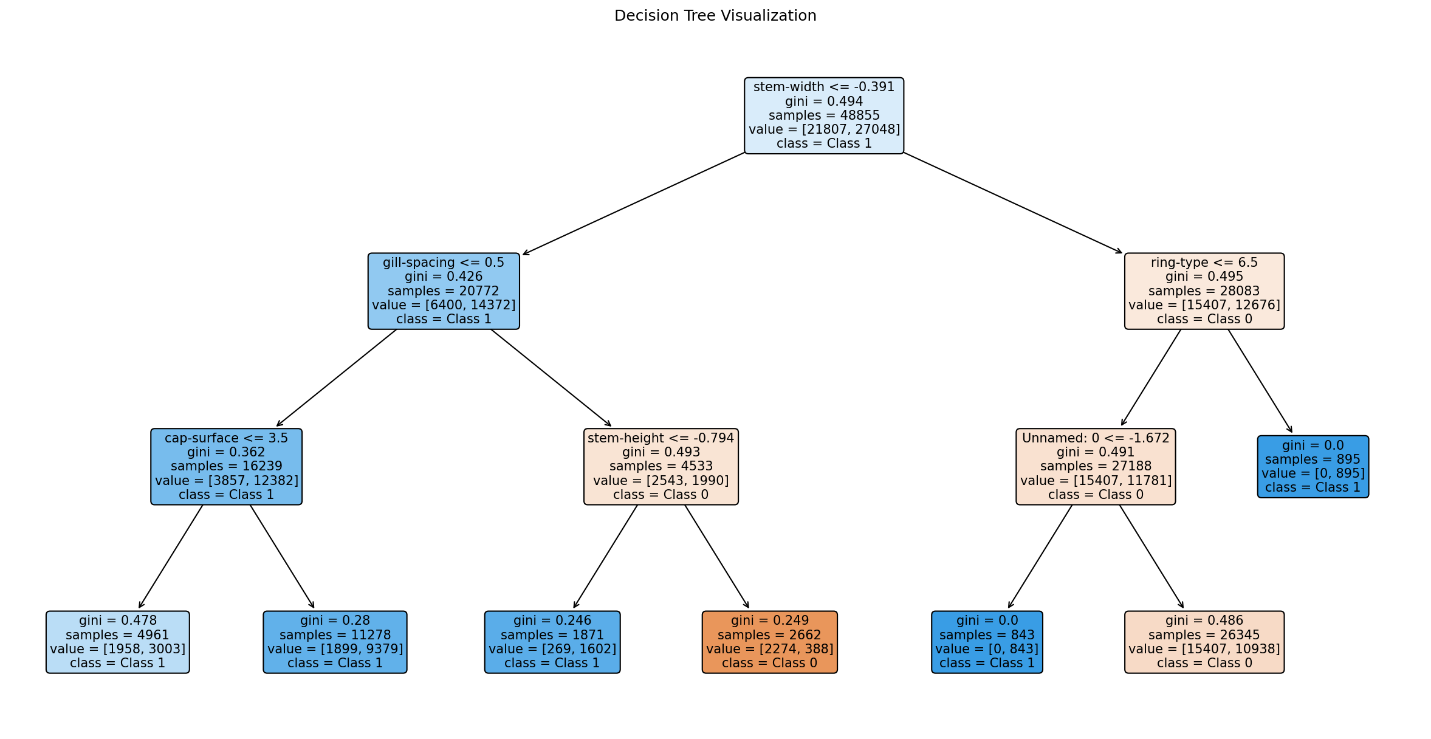 Decision Tree Visualization
stem-width <= -0.391
gini = 0.494
samples = 48855
value = [21807, 27048]
class = Class 1
gill-spacing <= 0.5
gini = 0.426
samples = 20772
value = [6400, 14372]
class = Class 1
ring-type <= 6.5
gini = 0.495
samples = 28083
value = [15407, 12676]
class = Class 0
cap-surface <= 3.5
gini = 0.362
samples = 16239
value = [3857, 12382]
class = Class 1
stem-height <= -0.794
gini = 0.493
samples = 4533
value = [2543, 1990]
class = Class 0
Unnamed: 0 <= -1.672
gini = 0.491
samples = 27188
value = [15407, 11781]
class = Class 0
gini = 0.0
samples = 895
value = [0, 895]
class = Class 1
gini = 0.478
samples = 4961
value = [1958, 3003]
class = Class 1
gini = 0.28
samples = 11278
value = [1899, 9379]
class = Class 1
gini = 0.246
samples = 1871
value = [269, 1602]
class = Class 1
gini = 0.249
samples = 2662
value = [2274, 388]
class = Class 0
gini = 0.0
samples = 843
value = [0, 843]
class = Class 1
gini = 0.486
samples = 26345
value = [15407, 10938]
class = Class 0